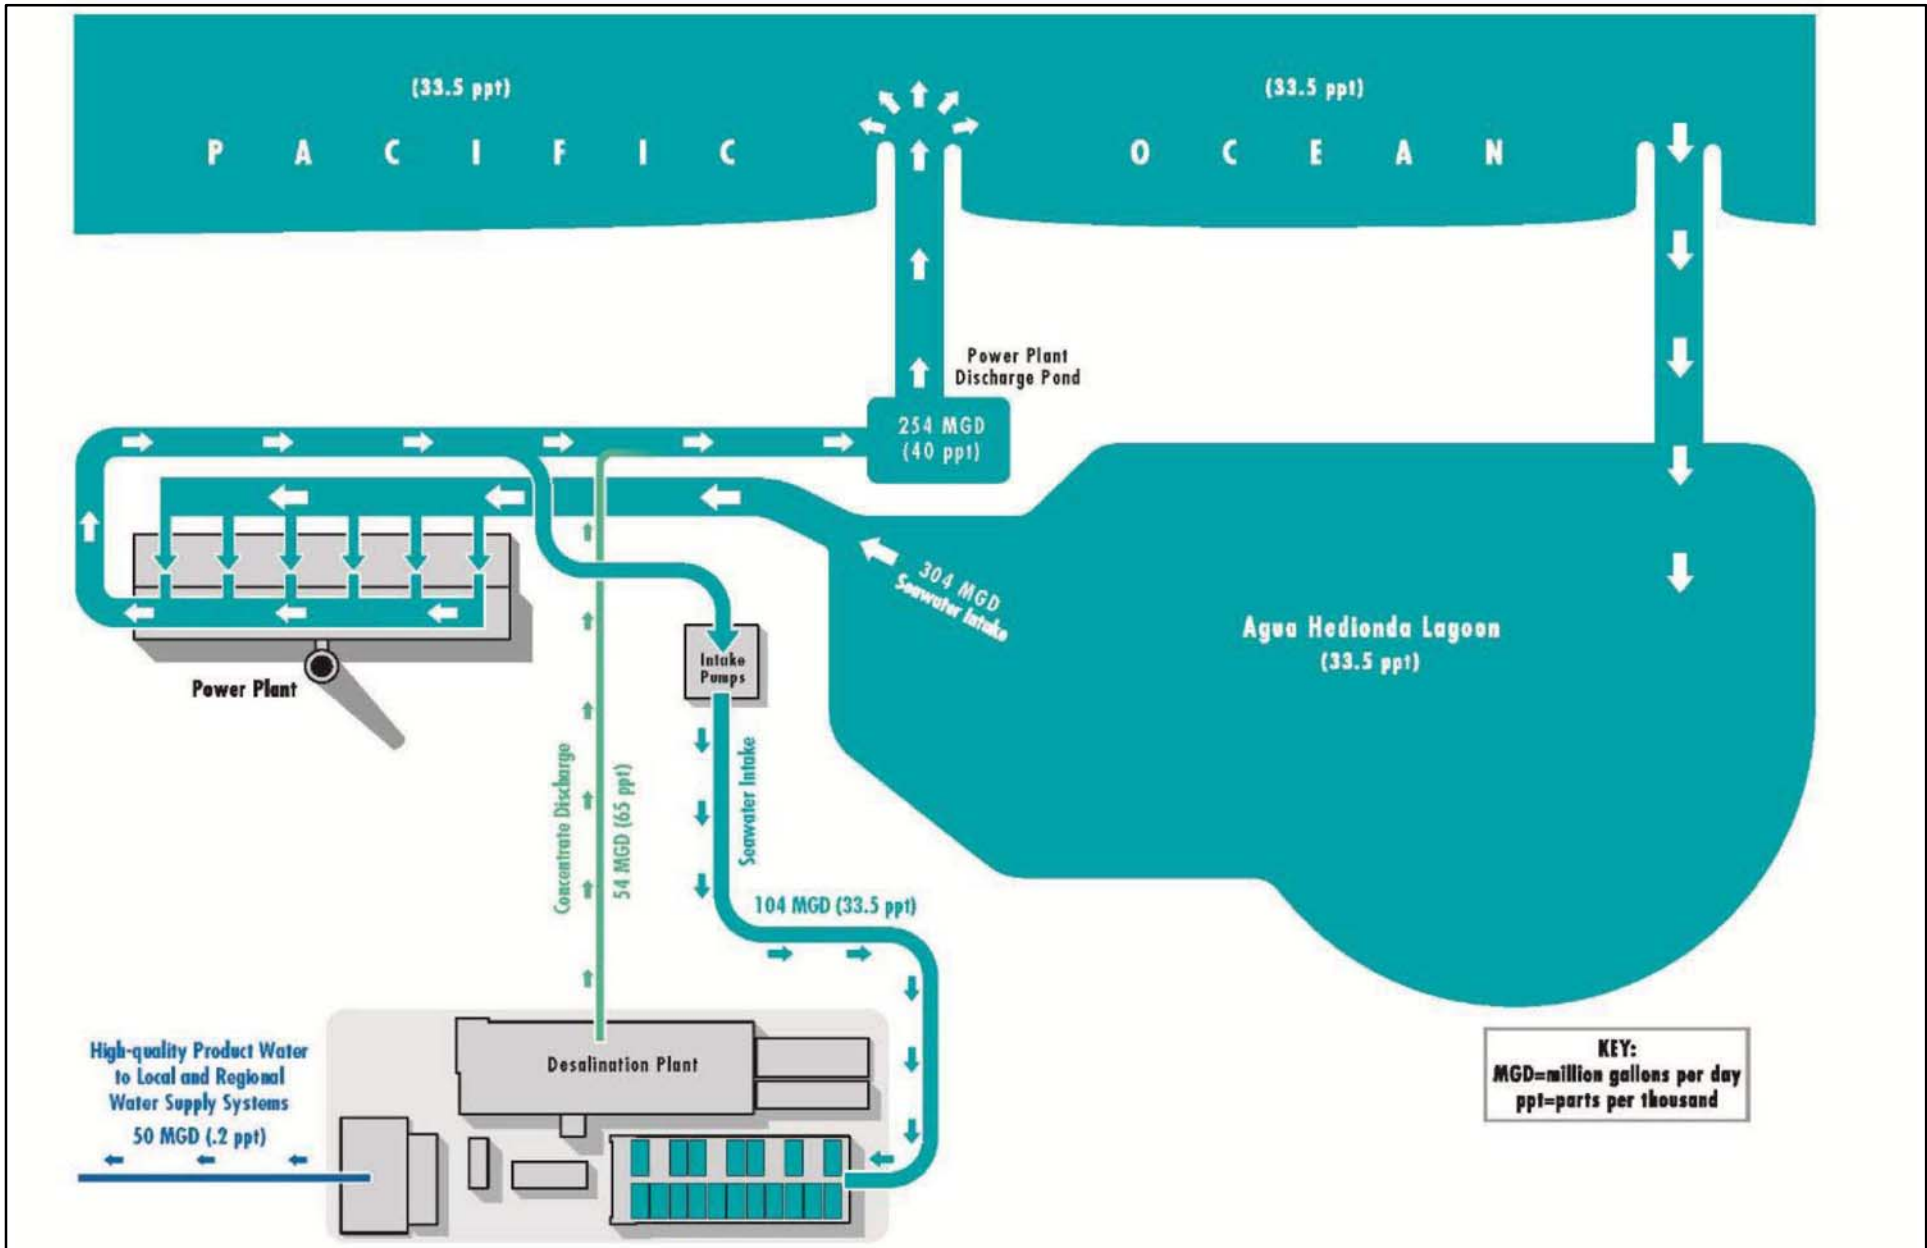 (33.5 ppt)
(33.5 ppt)
PACIFIC
OCEAN
Power Plant
Discharge Pond
254 MGD
(40 ppt)
304 MGD
Seawater Intake
Agua Hedionda Lagoon
(33.5 ppt)
Intake
Pumps
Power Plant
Concentrate Discharge
54 MGD (65 ppt)
Seawater Intake
104 MGD (33.5 ppt)
Desalination Plant
High-quality Product Water
to Local and Regional
Water Supply Systems
50 MGD (.2 ppt)
KEY:
MGD=million gallons per day
ppt=parts per thousand